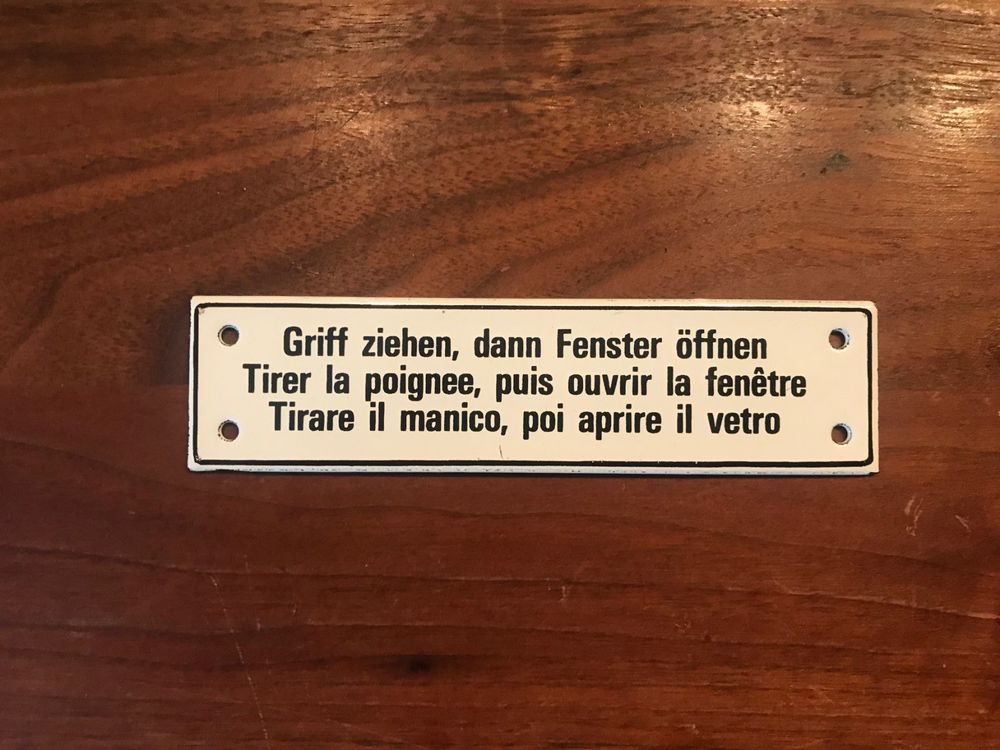 Griff ziehen, dann Fenster öffnen
Tirer la poignee, puis ouvrir la fenêtre
Tirare il manico, poi aprire il vetro